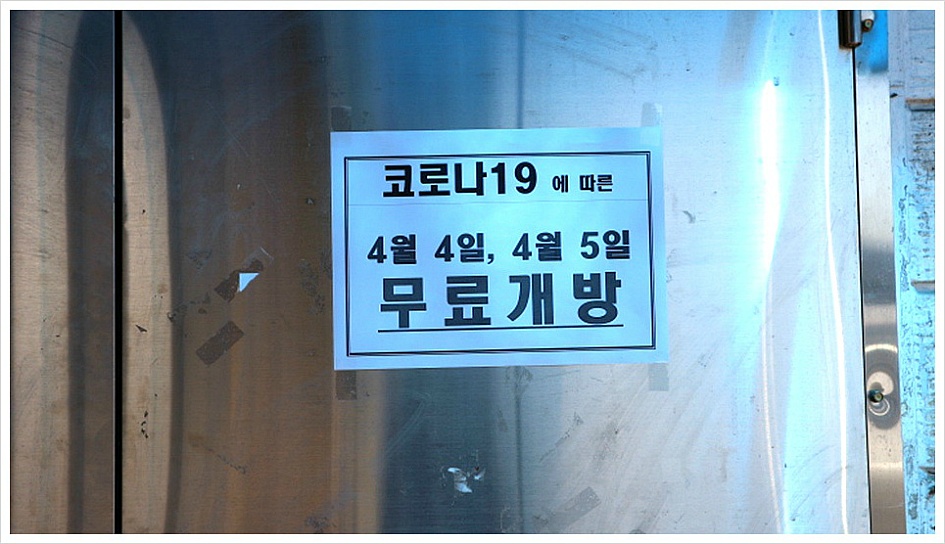 코로나19 에 따른
4월 4일, 4월 5일
무료개방